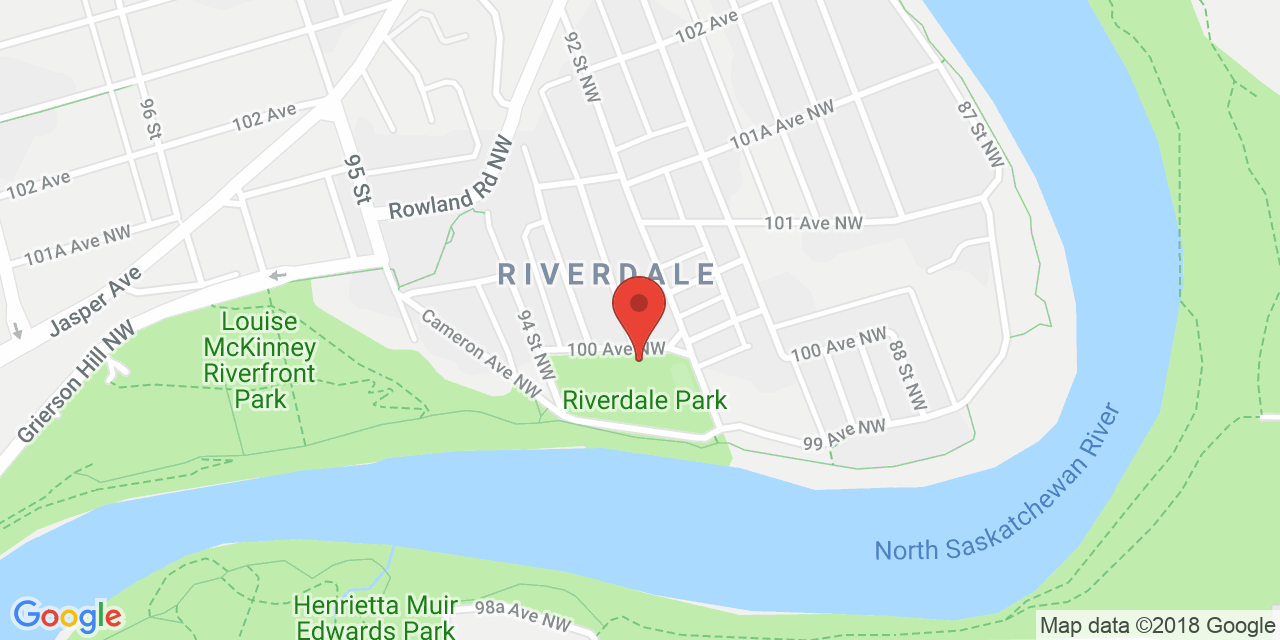 102 Ave
92 St NW
96 St
102 Ave
101A Ave NW
87 St NW
95 St
Rowland Rd NW
102 Ave
101 Ave NW
101A Ave NW
RIVERDALE
Jasper Ave
Louise
McKinney
Riverfront
Park
Cameron Ave NW
94 St NW
100 Ave NW
100 Ave NW
88 St NW
Grierson Hill NW
Riverdale Park
99 Ave NW
North Saskatchewan River
Henrietta Muir
Edwards Park
98a Ave NW
Google
Map data ©2018 Google